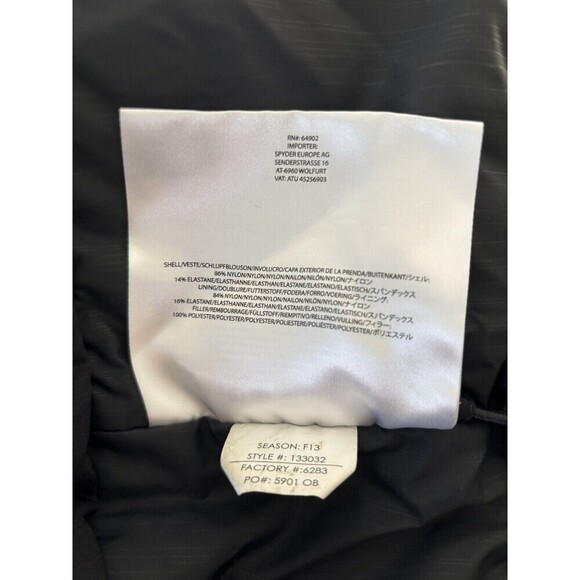 RN#: 64902
IMPORTER:
SPYDER EUROPE AG
SENDERSTRASSE 16
AT-6960 WOLFURT
VAT: ATU 45256903
SHELL/VESTE/SCHLUPFBLOUSON/INVOLUCRO/CAPA EXTERIOR DE LA PRENDA/BUITENKANT/シェル:
86% NYLON/NYLON/NYLON/NAILON/NILÓN/NYLON/ナイロン
14% ELASTANE/ELASTHANNE/ELASTHAN/ELASTANE/ELASTANO/ELASTISCH/スパンデックス
LINING/DOUBLURE/FUTTERSTOFF/FODERA/FORRO/VOERING/ライニング:
84% NYLON/NYLON/NYLON/NAILON/NILÓN/NYLON/ナイロン
16% ELASTANE/ELASTHANNE/ELASTHAN/ELASTANE/ELASTANO/ELASTISCH/スパンデックス
FILLER/REMBOURRAGE/FÜLLSTOFF/RIEMPITIVO/RELLENO/VULLING/フィラー:
100% POLYESTER/POLYESTER/POLYESTER/POLIESTERE/POLIÉSTER/POLYESTER/ポリエステル
SEASON: F13
STYLE #: 133032
FACTORY #:6283
PO#: 5901 OB